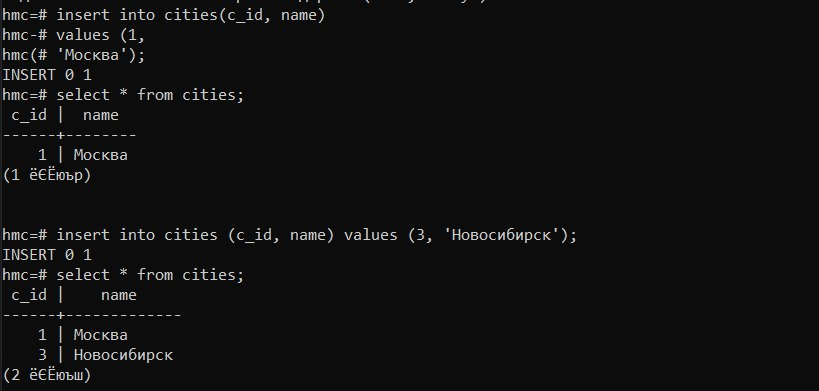 hmc=# insert into cities(c_id, name)
hmc-# values (1,
hmc(# 'Москва');
INSERT 0 1
hmc=# select * from cities;
 c_id |  name
------+--------
    1 | Москва
(1 ёЄЁюър)
hmc=# insert into cities (c_id, name) values (3, 'Новосибирск');
INSERT 0 1
hmc=# select * from cities;
 c_id |    name
------+-------------
    1 | Москва
    3 | Новосибирск
(2 ёЄЁюъш)